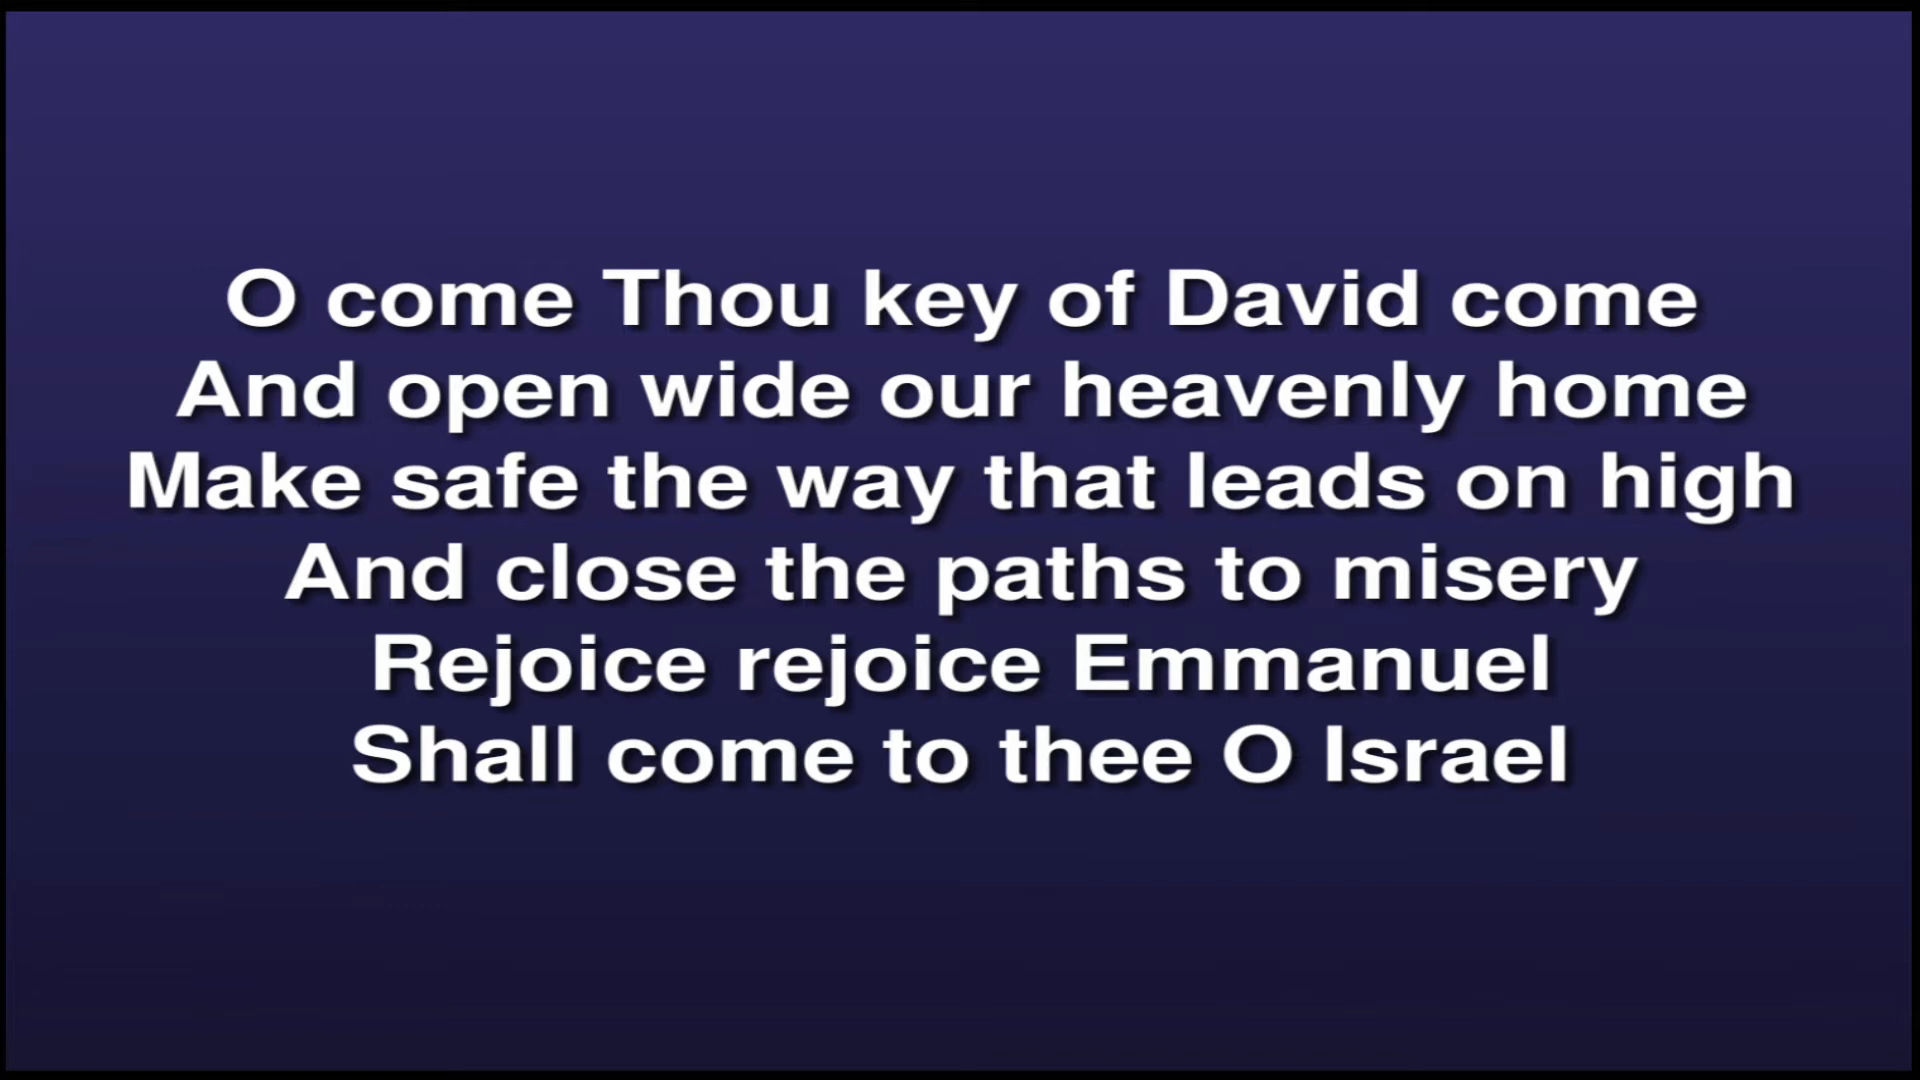 O come Thou key of David come
And open wide our heavenly home
Make safe the way that leads on high
And close the paths to misery
Rejoice rejoice Emmanuel
Shall come to thee O Israel